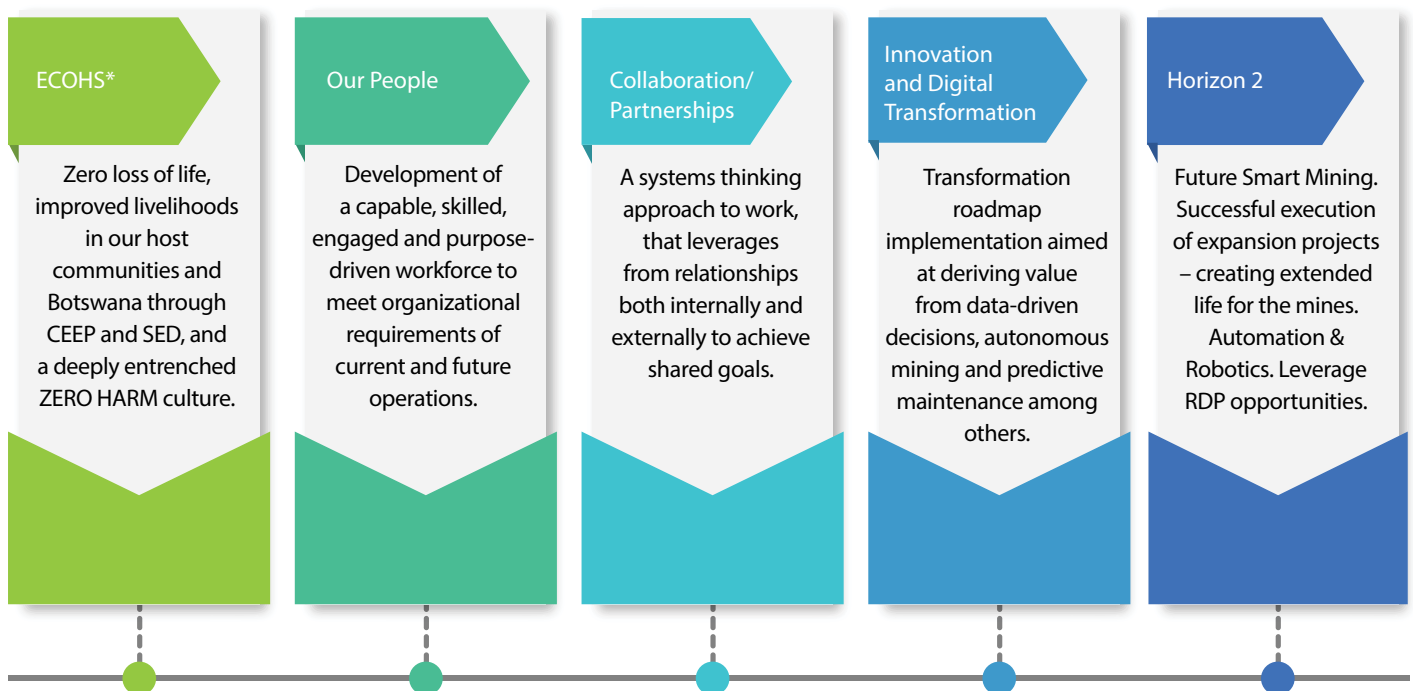 ECOHS*
Zero loss of life,
improved livelihoods
in our host
communities and
Botswana through
CEEP and SED, and
a deeply entrenched
ZERO HARM culture.
Our People
Development of
a capable, skilled,
engaged and purpose-
driven workforce to
meet organizational
requirements of
current and future
operations.
Collaboration/
Partnerships
A systems thinking
approach to work,
that leverages
from relationships
both internally and
externally to achieve
shared goals.
Innovation
and Digital
Transformation
Transformation
roadmap
implementation aimed
at deriving value
from data-driven
decisions, autonomous
mining and predictive
maintenance among
others.
Horizon 2
Future Smart Mining.
Successful execution
of expansion projects
– creating extended
life for the mines.
Automation &
Robotics. Leverage
RDP opportunities.